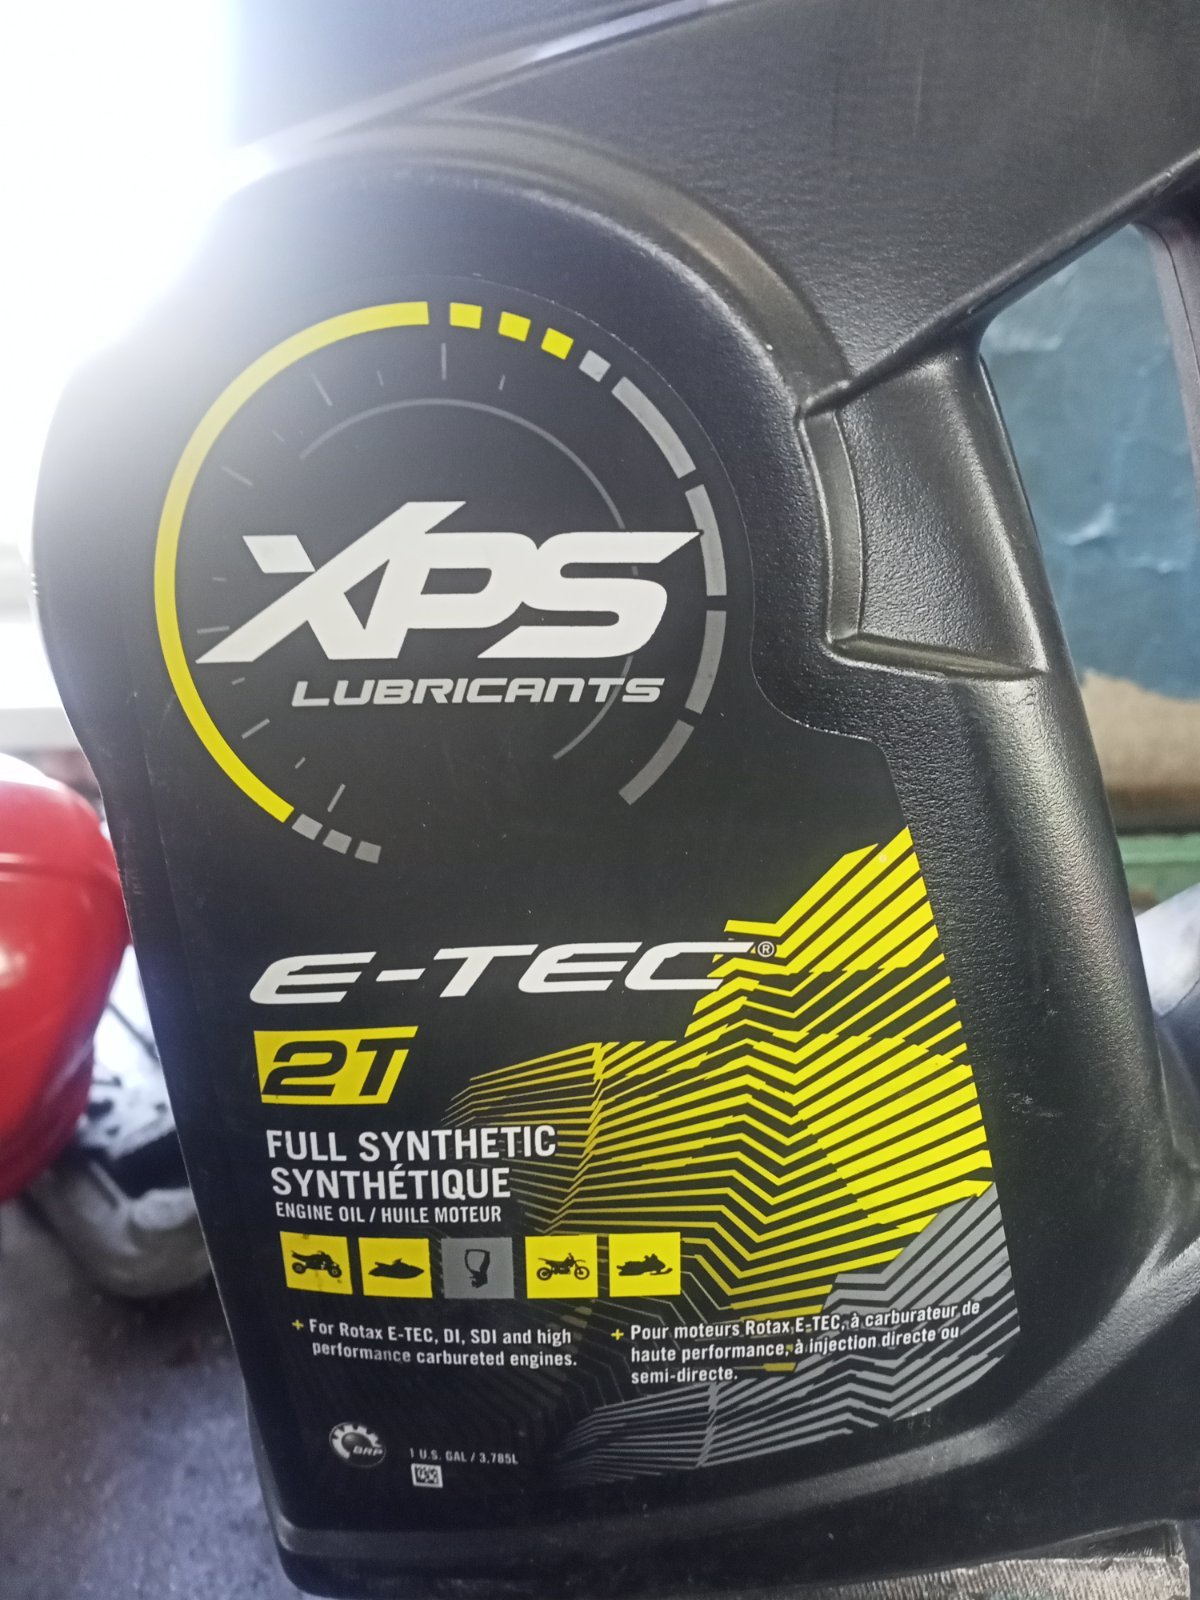 XPS
LUBRICANTS
E-TEC®
2T
FULL SYNTHETIC
SYNTHÉTIQUE
ENGINE OIL / HUILE MOTEUR
+ For Rotax E-TEC, DI, SDI and high
performance carbureted engines.
+ Pour moteurs Rotax E-TEC, à carburateur de
haute performance, à injection directe ou
semi-directe.
BRP
1 U.S. GAL / 3,785L